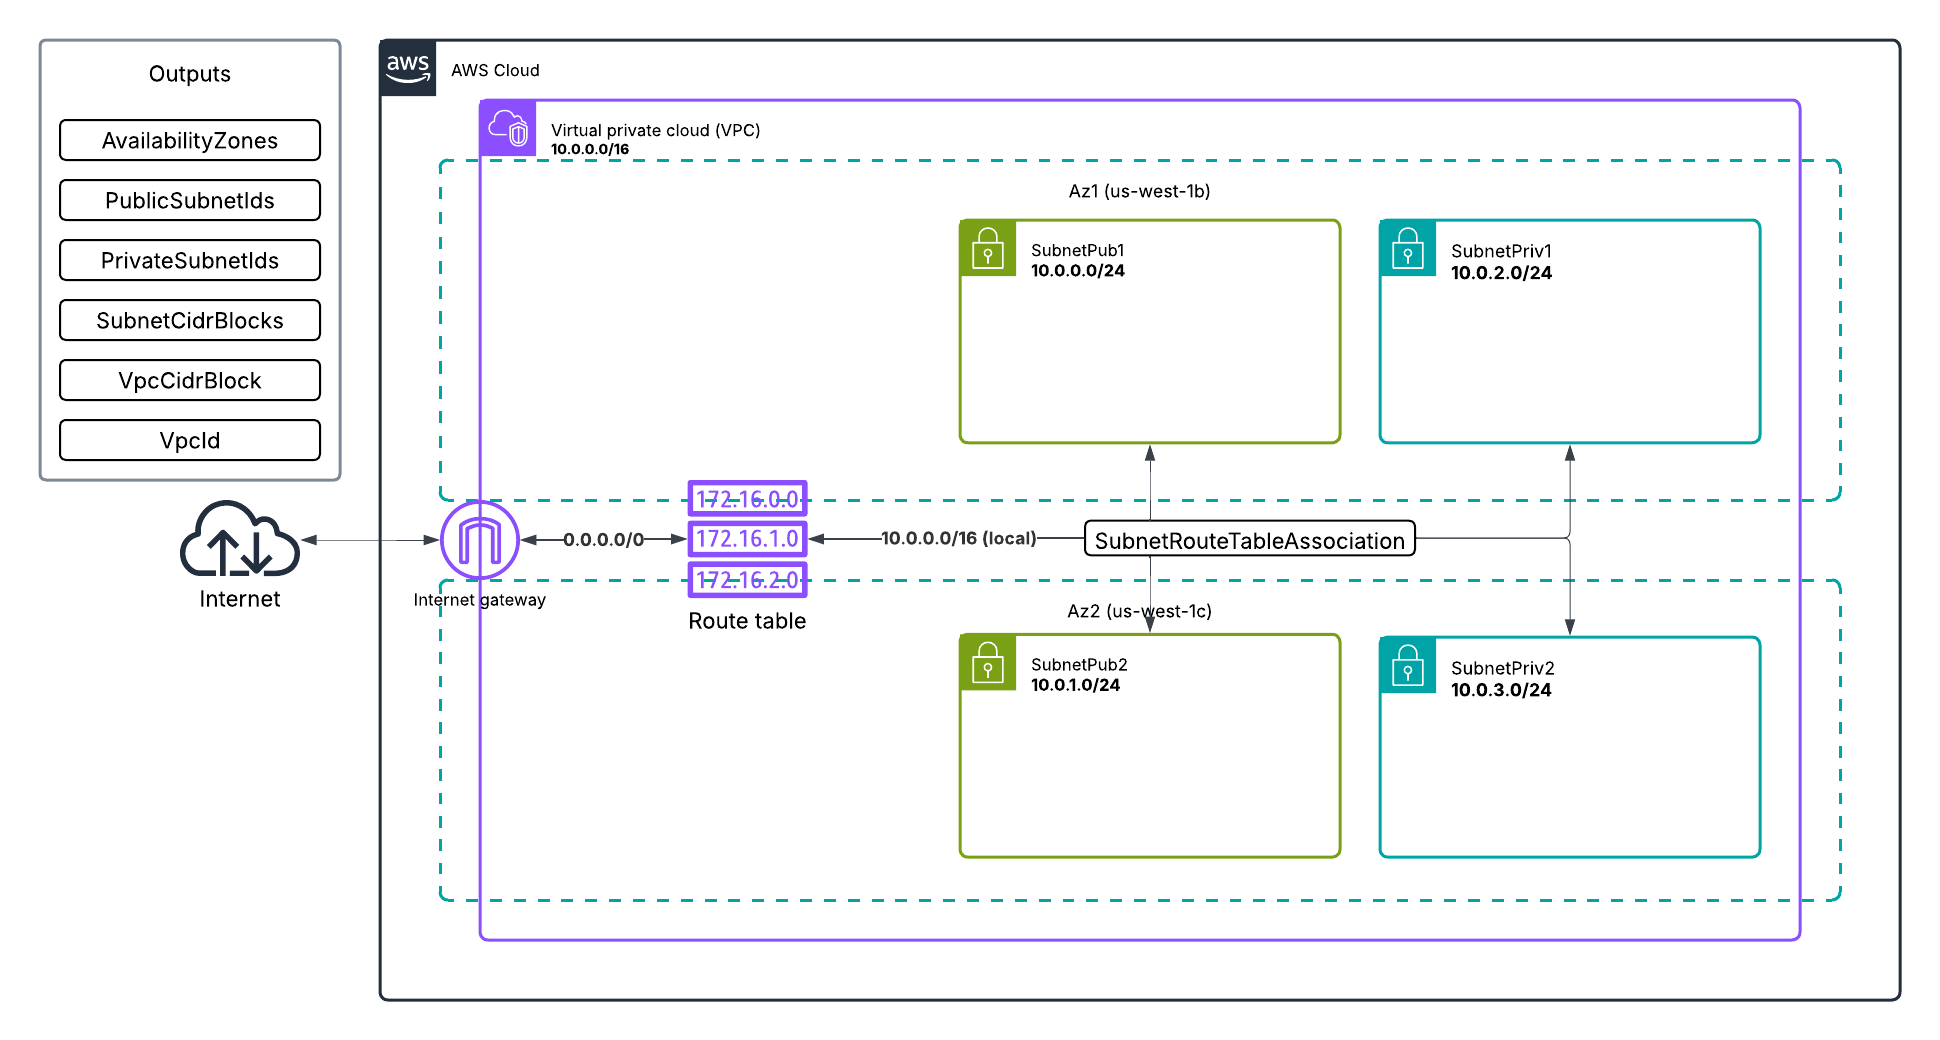 Outputs
AvailabilityZones
PublicSubnetIds
PrivateSubnetIds
SubnetCidrBlocks
VpcCidrBlock
VpcId
Internet
aws
AWS Cloud
Virtual private cloud (VPC)
10.0.0.0/16
Az1 (us-west-1b)
SubnetPub1
10.0.0.0/24
SubnetPriv1
10.0.2.0/24
Internet gateway
0.0.0.0/0
172.16.0.0
172.16.1.0
172.16.2.0
Route table
10.0.0.0/16 (local)
SubnetRouteTableAssociation
Az2 (us-west-1c)
SubnetPub2
10.0.1.0/24
SubnetPriv2
10.0.3.0/24